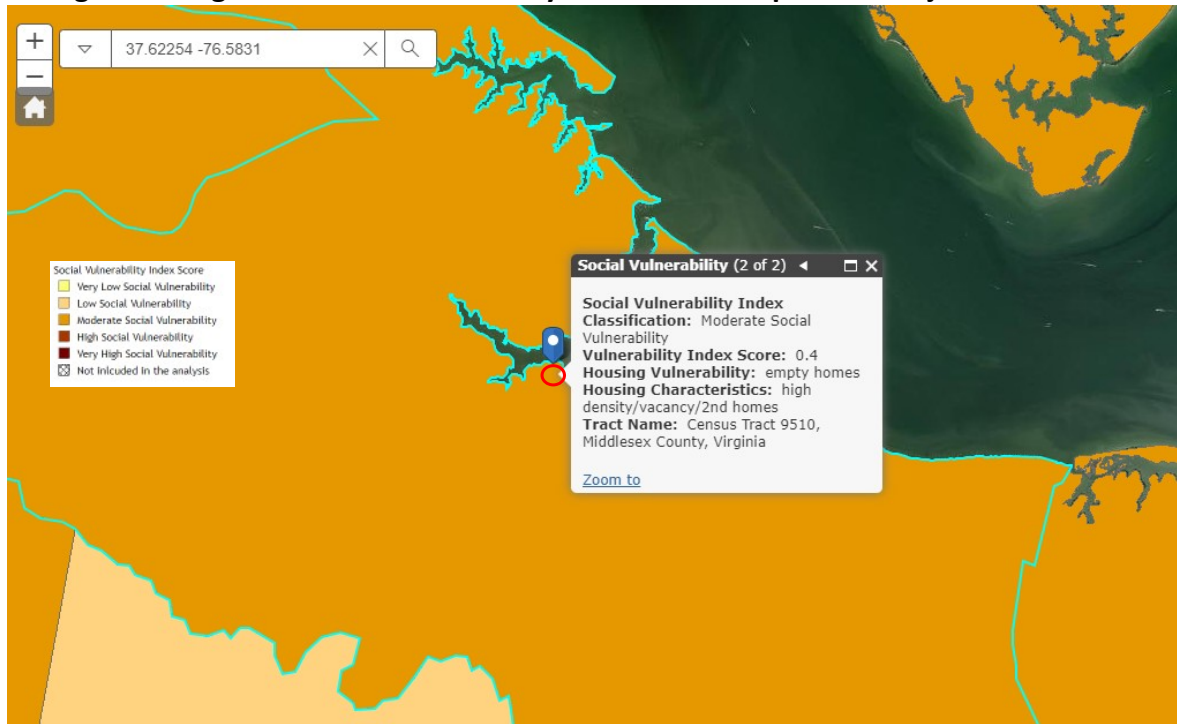 +
37.62254 -76.5831
−
Social Vulnerability Index Score
Very Low Social Vulnerability
Low Social Vulnerability
Moderate Social Vulnerability
High Social Vulnerability
Very High Social Vulnerability
Not inlcuded in the analysis
Social Vulnerability (2 of 2)
Social Vulnerability Index
Classification: Moderate Social
Vulnerability
Vulnerability Index Score: 0.4
Housing Vulnerability: empty homes
Housing Characteristics: high
density/vacancy/2nd homes
Tract Name: Census Tract 9510,
Middlesex County, Virginia
Zoom to